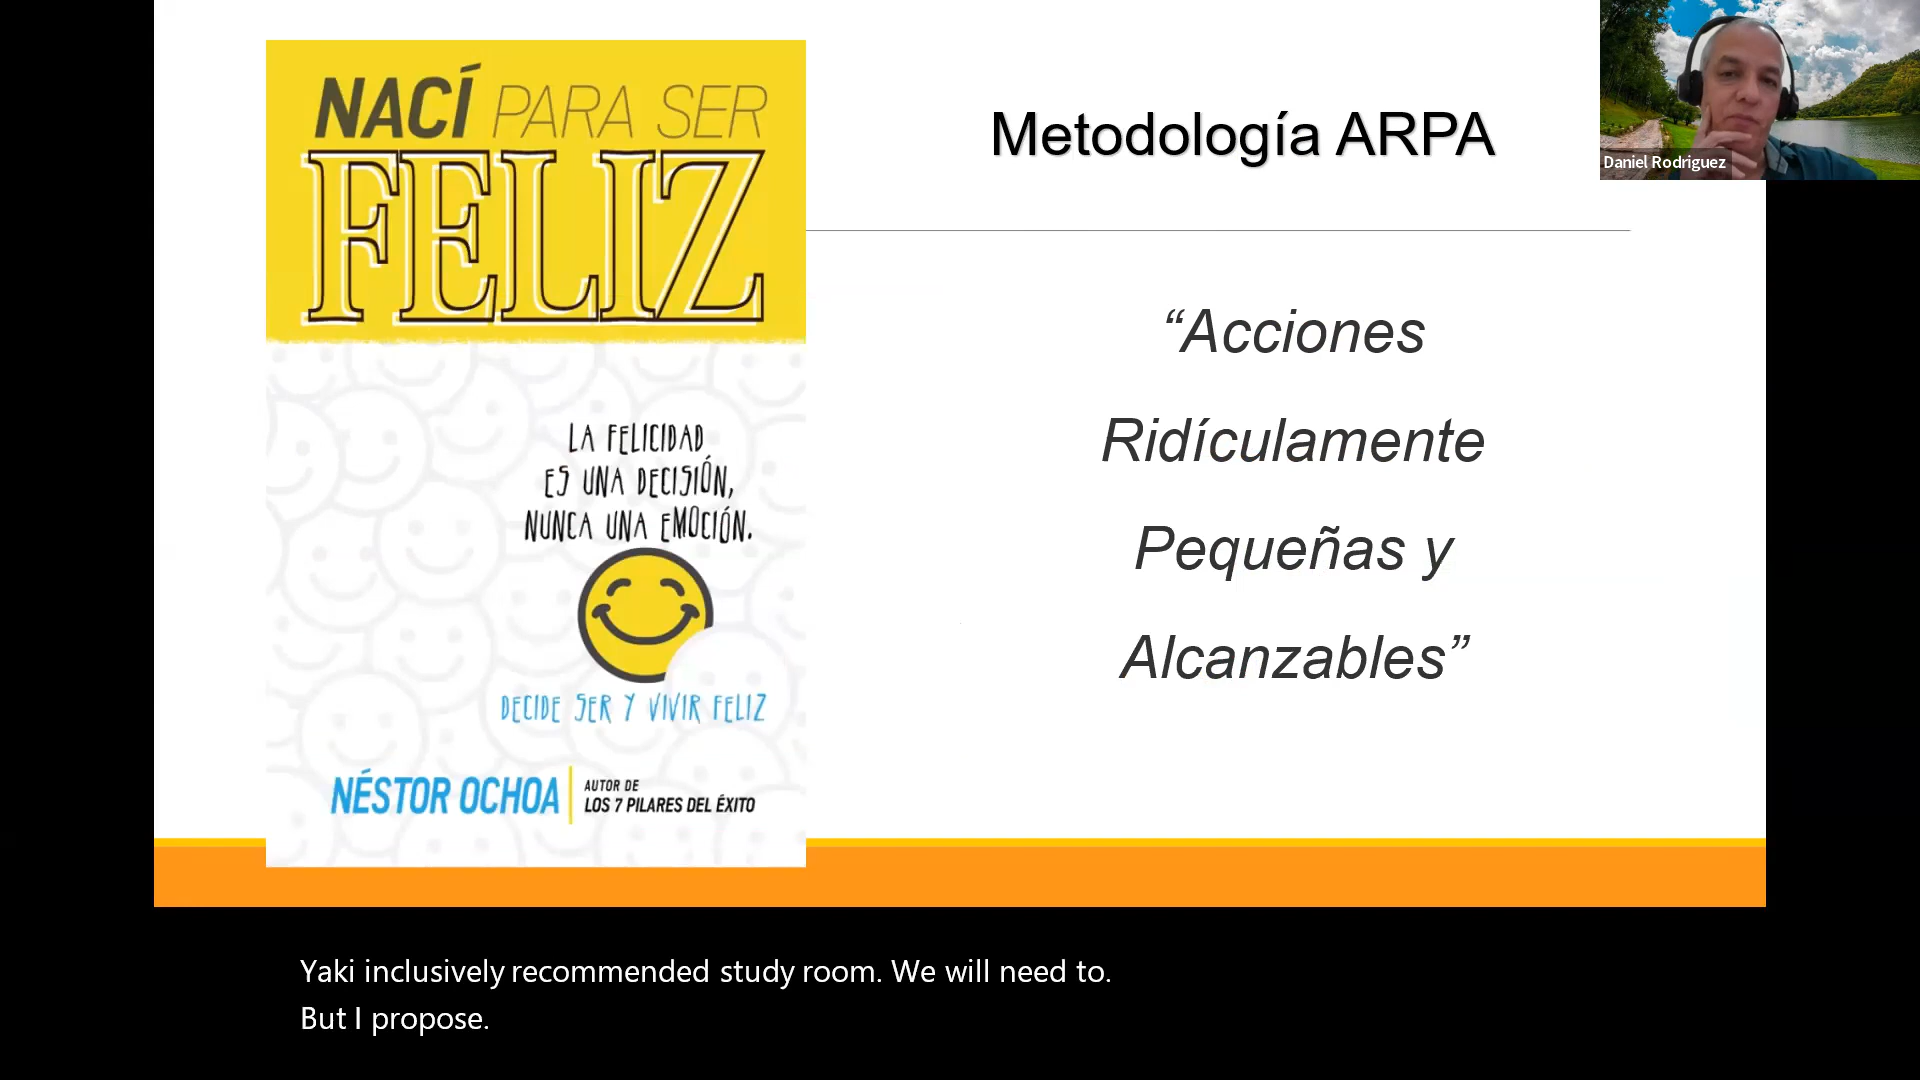 NACÍ PARA SER
FELIZ
LA FELICIDAD
ES UNA DECISIÓN,
NUNCA UNA EMOCIÓN.
DECIDE SER Y VIVIR FELIZ
NÉSTOR OCHOA
AUTOR DE
LOS 7 PILARES DEL ÉXITO
Metodología ARPA
“Acciones
Ridículamente
Pequeñas y
Alcanzables”
Daniel Rodriguez
Yaki inclusively recommended study room. We will need to.
But I propose.